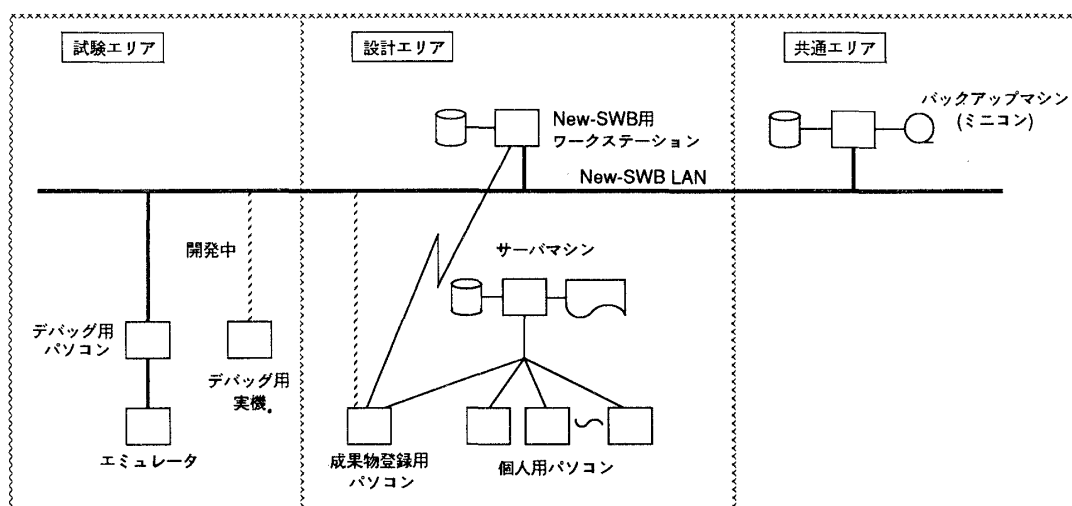 試験エリア
設計エリア
共通エリア
New-SWB用
ワークステーション
バックアップマシン
(ミニコン)
New-SWB LAN
開発中
サーバマシン
デバッグ用
パソコン
デバッグ用
実機
エミュレータ
成果物登録用
パソコン
個人用パソコン